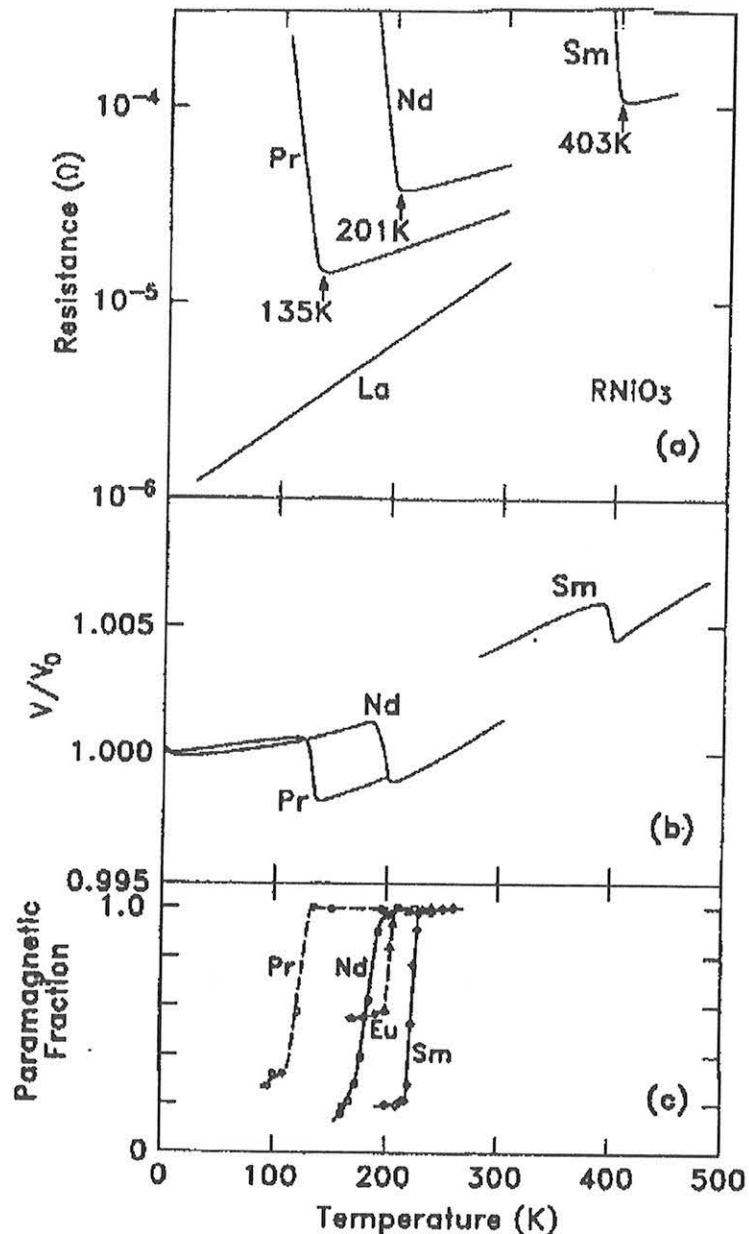 Resistance (Ω)
10⁻⁴
10⁻⁵
10⁻⁶
Pr
Nd
Sm
403K
201K
135K
La
RNiO₃
(a)
V/V₀
1.005
1.000
0.995
Sm
Nd
Pr
(b)
Paramagnetic
Fraction
1.0
0
Pr
Nd
Eu
Sm
(c)
0
100
200
300
400
500
Temperature (K)